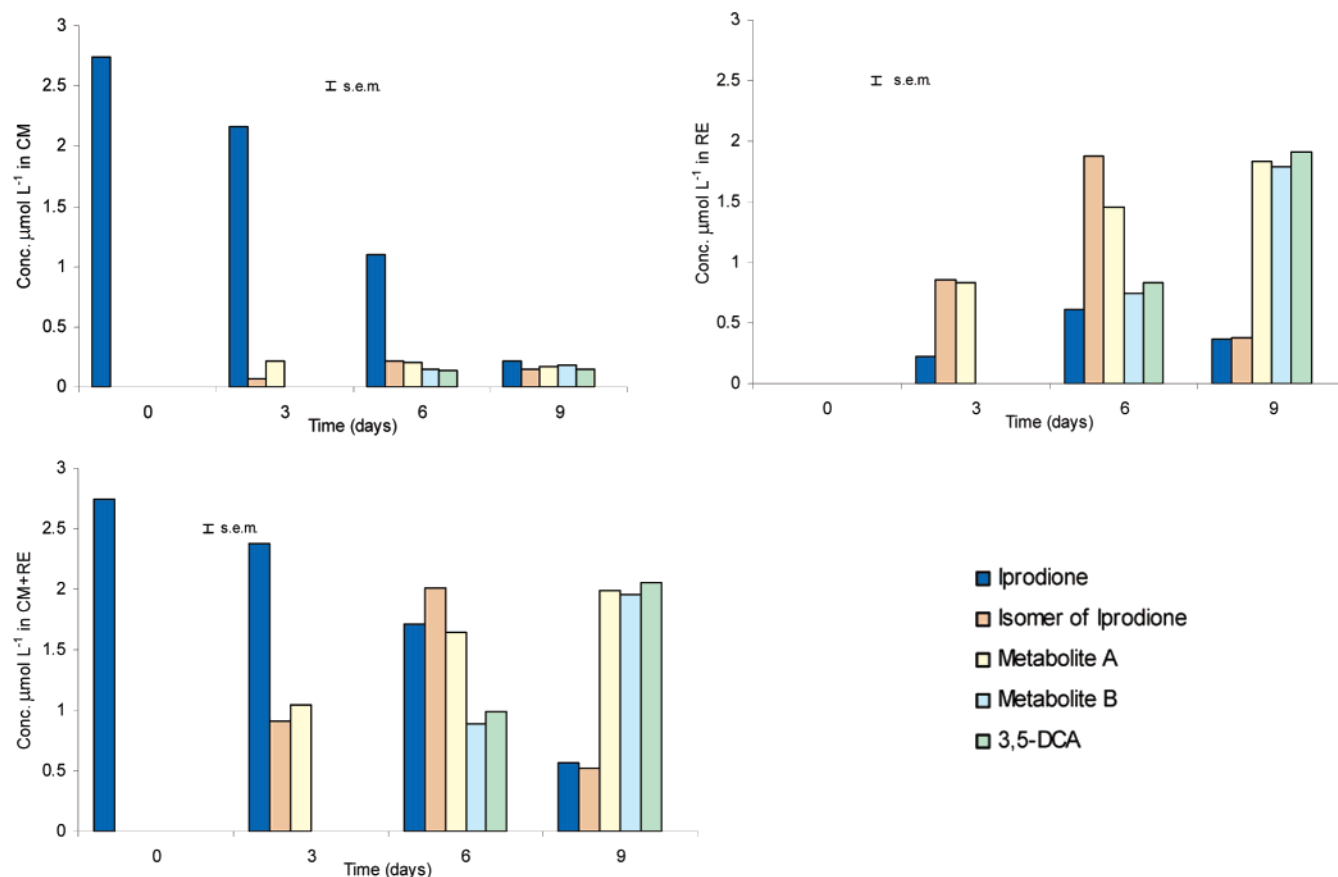 3
2.5
2
1.5
1
0.5
0
Conc. µmol L⁻¹ in CM
s.e.m.
0 3 6 9
Time (days)
3
2.5
2
1.5
1
0.5
0
Conc. µmol L⁻¹ in RE
s.e.m.
0 3 6 9
Time (days)
3
2.5
2
1.5
1
0.5
0
Conc. µmol L⁻¹ in CM+RE
s.e.m.
0 3 6 9
Time (days)
Iprodione
Isomer of Iprodione
Metabolite A
Metabolite B
3,5-DCA